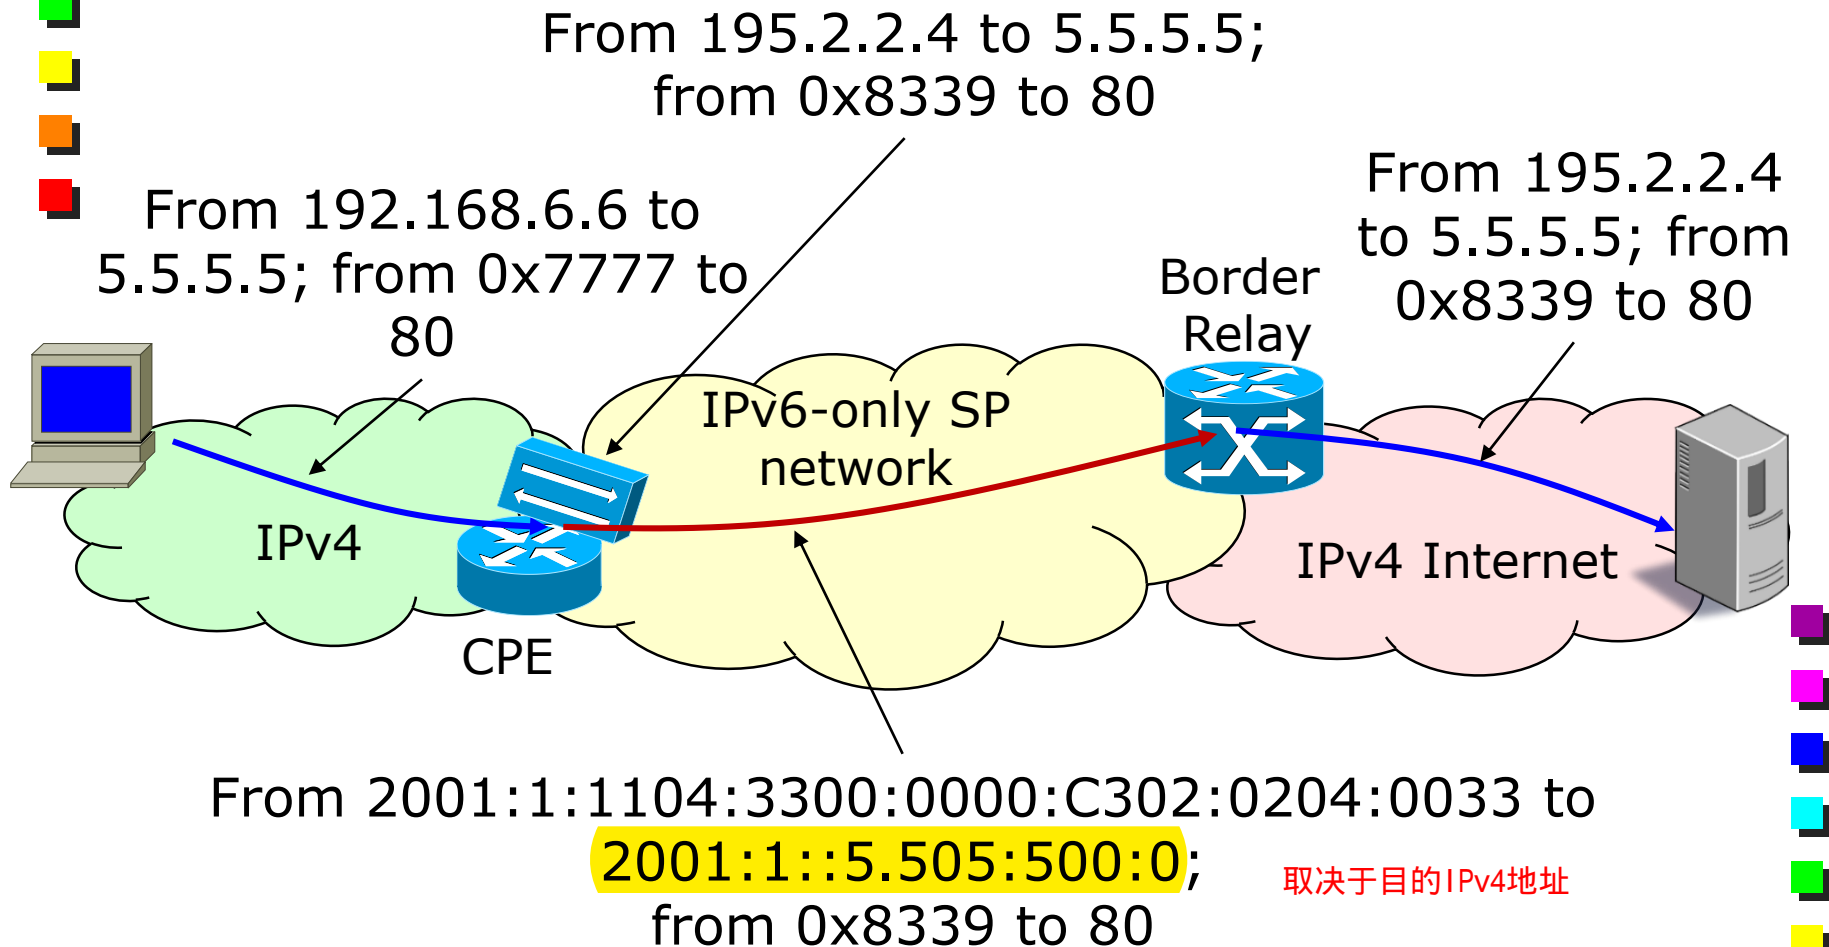 From 195.2.2.4 to 5.5.5.5;
from 0x8339 to 80
From 192.168.6.6 to
5.5.5.5; from 0x7777 to
80
From 195.2.2.4
to 5.5.5.5; from
0x8339 to 80
Border
Relay
IPv6-only SP
network
IPv4
IPv4 Internet
CPE
From 2001:1:1104:3300:0000:C302:0204:0033 to
2001:1::5.505:500:0;
取决于目的IPv4地址
from 0x8339 to 80